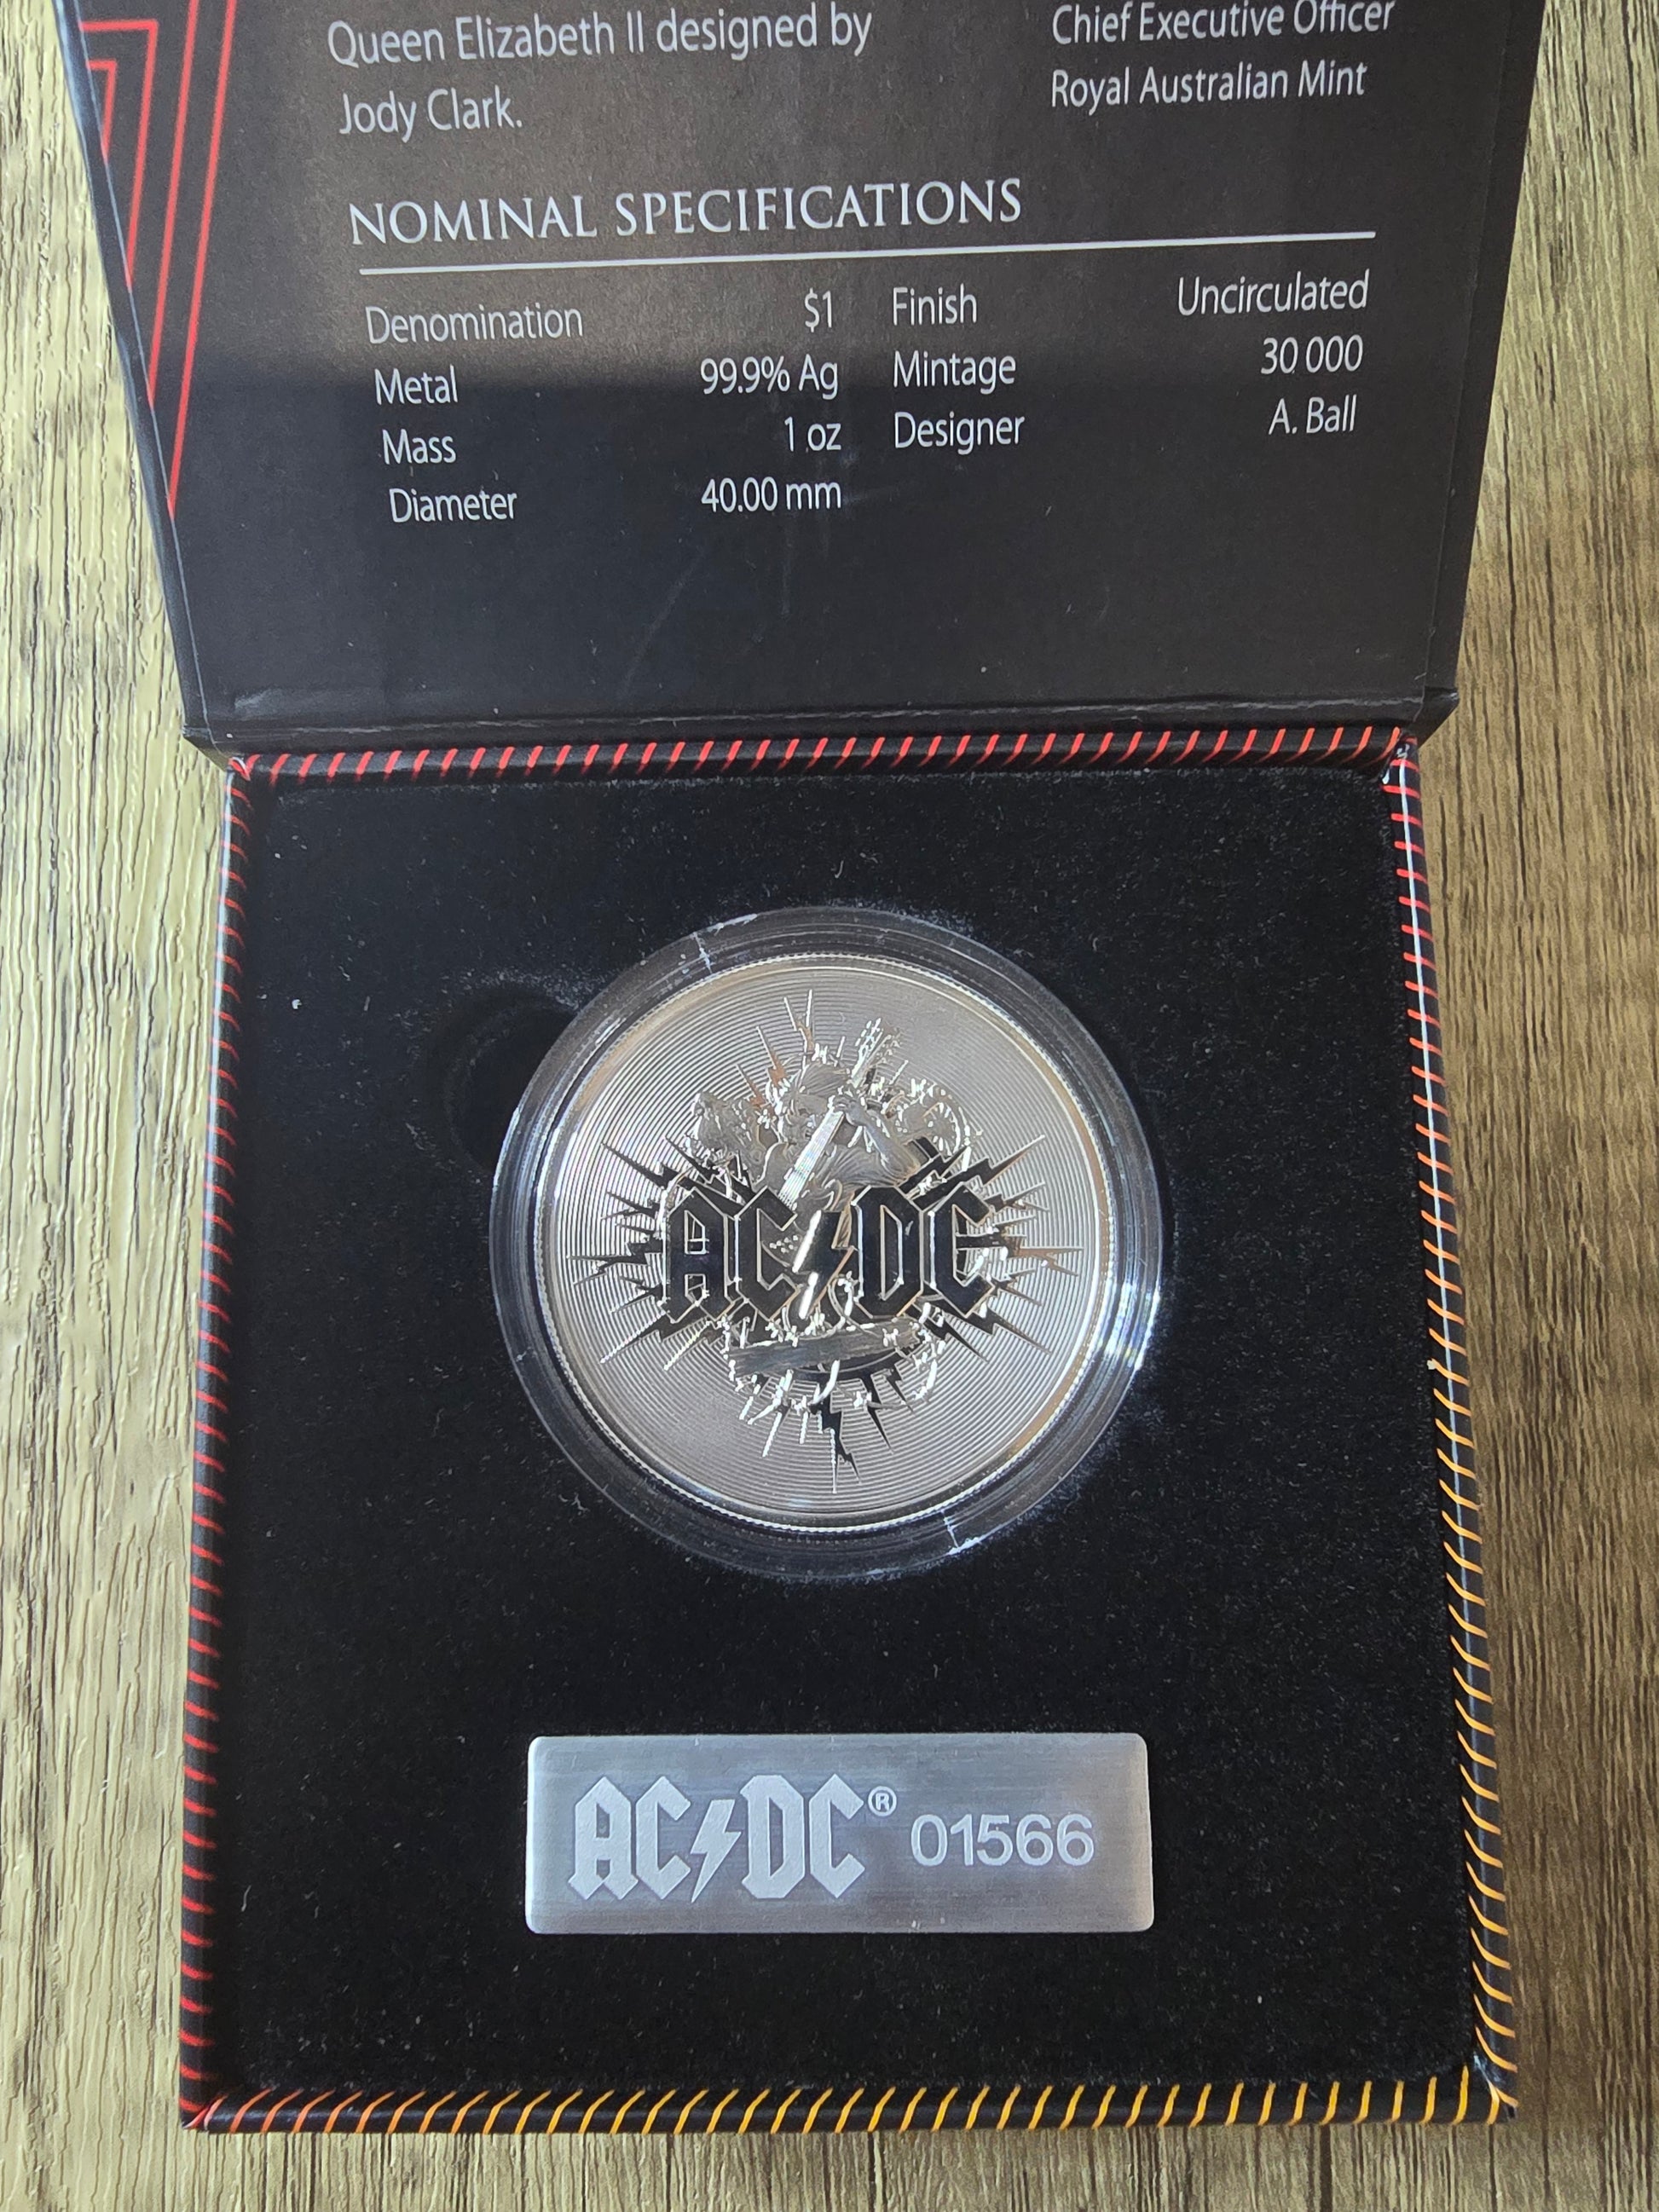 Queen Elizabeth II designed by
Jody Clark.
Chief Executive Officer
Royal Australian Mint
NOMINAL SPECIFICATIONS
Denomination $1 Finish Uncirculated
Metal 99.9% Ag Mintage 30 000
Mass 1 oz Designer A. Ball
Diameter 40.00 mm
AC⚡DC
AC⚡DC® 01566